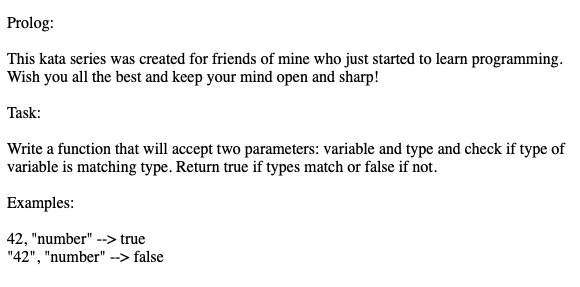 Prolog:
This kata series was created for friends of mine who just started to learn programming.
Wish you all the best and keep your mind open and sharp!
Task:
Write a function that will accept two parameters: variable and type and check if type of
variable is matching type. Return true if types match or false if not.
Examples:
42, "number" --> true
"42", "number" --> false